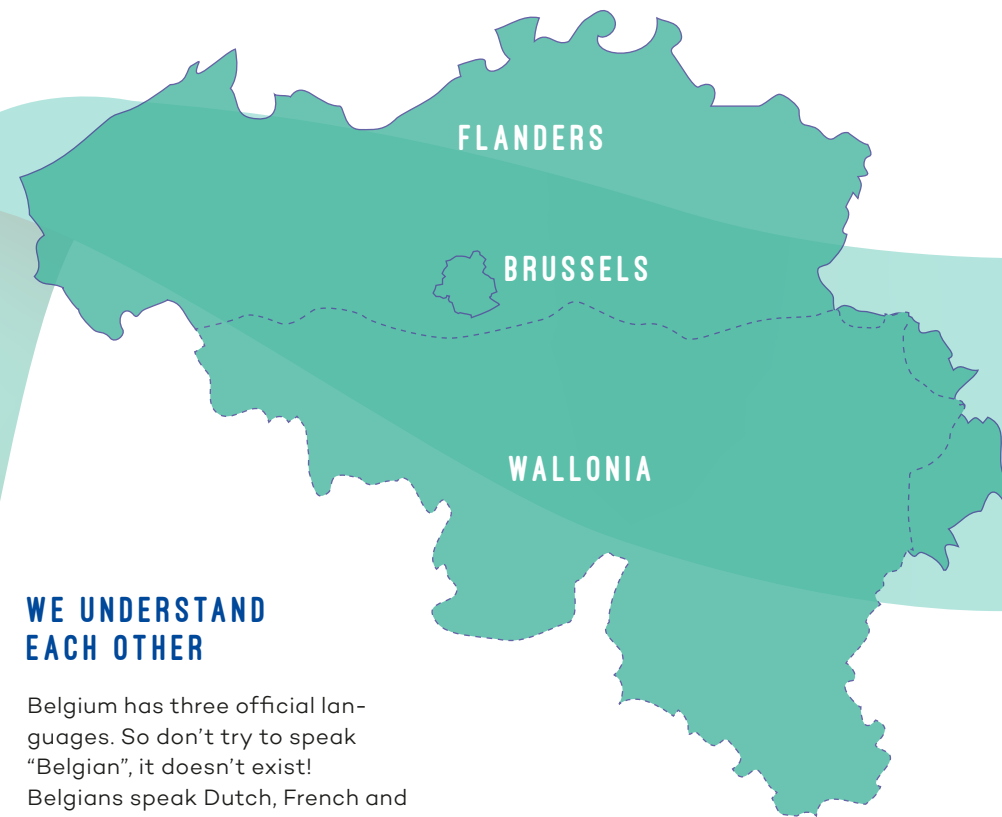 FLANDERS
BRUSSELS
WALLONIA
WE UNDERSTAND
EACH OTHER
Belgium has three official lan-
guages. So don’t try to speak
“Belgian”, it doesn’t exist!
Belgians speak Dutch, French and